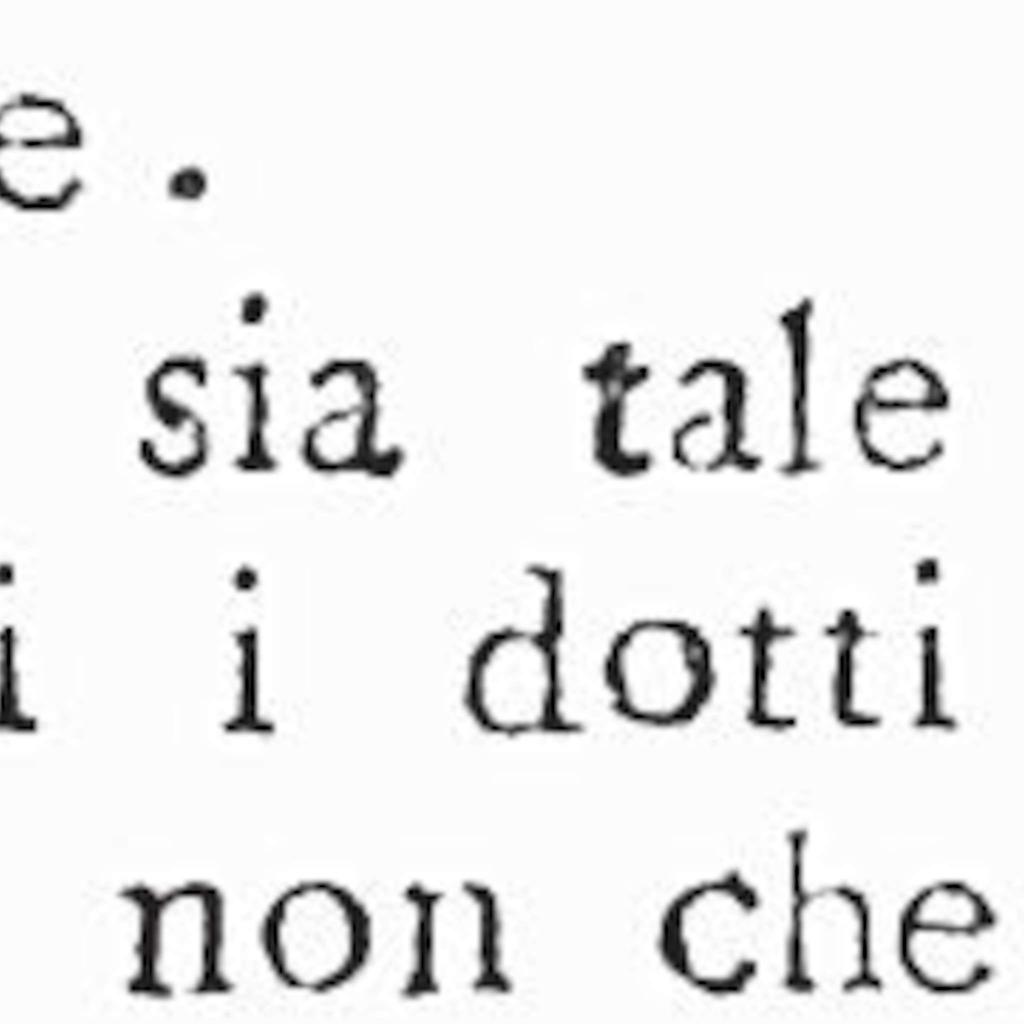 e .
sia tale
i i dotti
non che